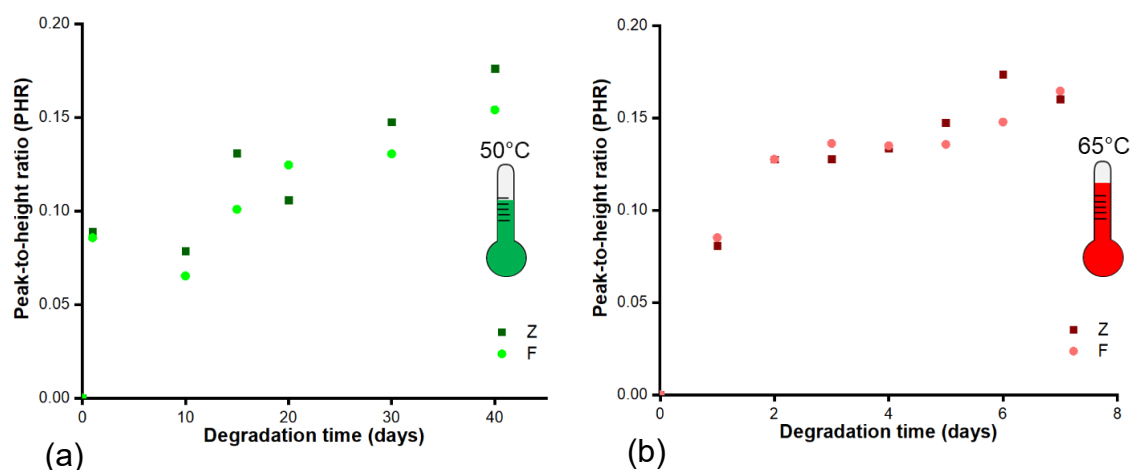 0.20
0.15
0.10
0.05
0.00
Peak-to-height ratio (PHR)
0
10
20
30
40
Degradation time (days)
50°C
Z
F
(a)
0.20
0.15
0.10
0.05
0.00
Peak-to-height ratio (PHR)
0
2
4
6
8
Degradation time (days)
65°C
Z
F
(b)